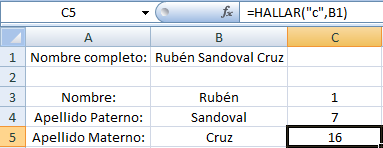 C5 fx =HALLAR("c",B1)
A B C
1 Nombre completo: Rubén Sandoval Cruz
2
3 Nombre: Rubén 1
4 Apellido Paterno: Sandoval 7
5 Apellido Materno: Cruz 16